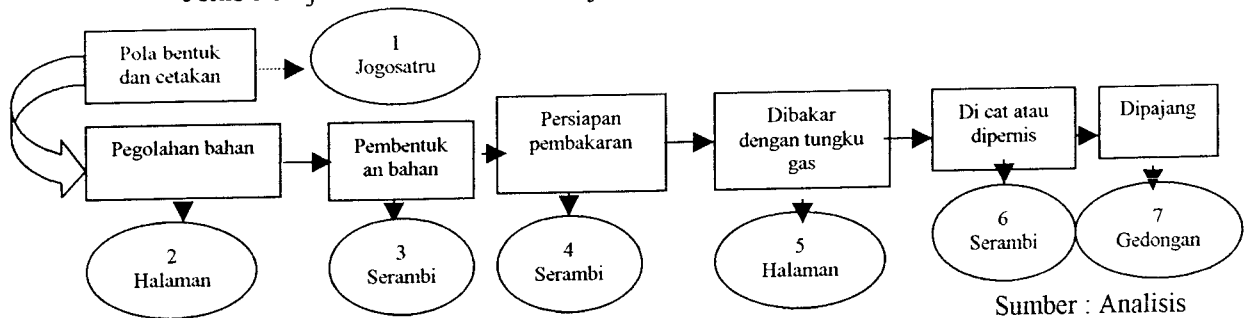 Pola bentuk
dan cetakan
1
Jogosatru
Pegolahan bahan
Pembentuk
an bahan
Persiapan
pembakaran
Dibakar
dengan tungku
gas
Di cat atau
dipernis
Dipajang
2
Halaman
3
Serambi
4
Serambi
5
Halaman
6
Serambi
7
Gedongan
Sumber : Analisis